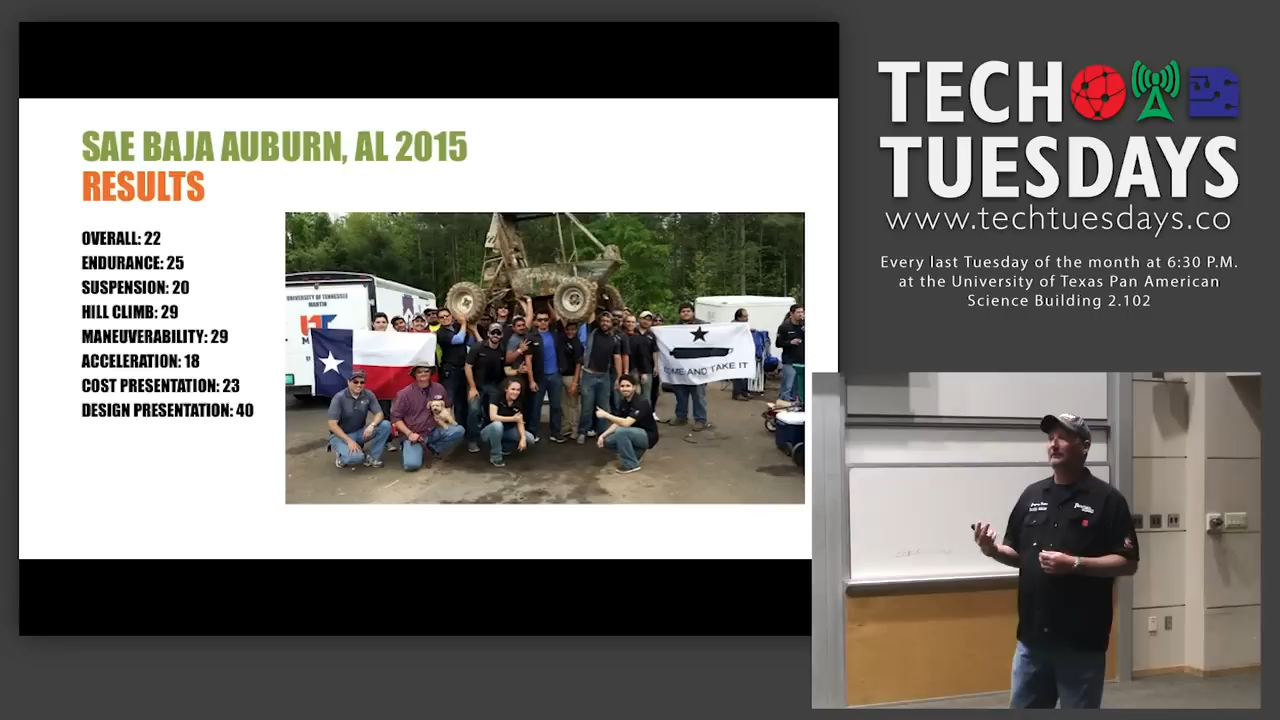 SAE BAJA AUBURN, AL 2015
RESULTS
OVERALL: 22
ENDURANCE: 25
SUSPENSION: 20
HILL CLIMB: 29
MANEUVERABILITY: 29
ACCELERATION: 18
COST PRESENTATION: 23
DESIGN PRESENTATION: 40
UNIVERSITY OF TENNESSEE
MARTIN
COME AND TAKE IT
TECH
TUESDAYS
www.techtuesdays.co
Every last Tuesday of the month at 6:30 P.M.
at the University of Texas Pan American
Science Building 2.102